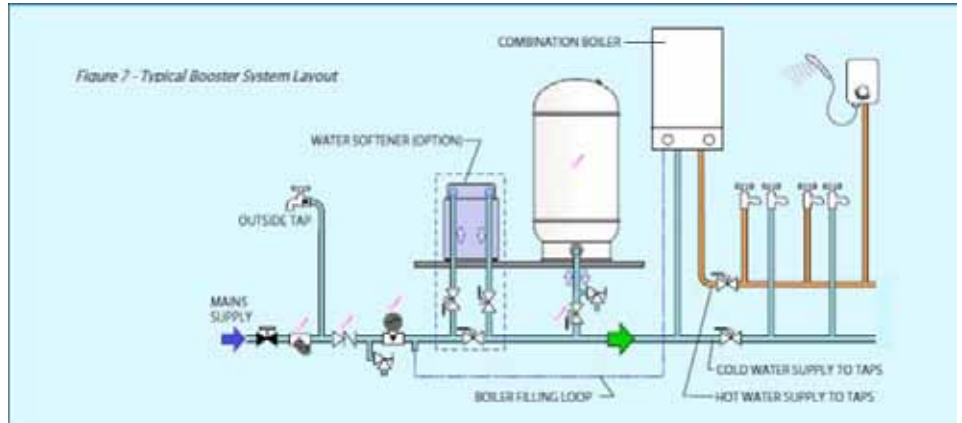 COMBINATION BOILER
Figure 7 - Typical Booster System Layout
WATER SOFTENER (OPTION)
OUTSIDE TAP
MAINS
SUPPLY
COLD WATER SUPPLY TO TAPS
BOILER FILLING LOOP
HOT WATER SUPPLY TO TAPS